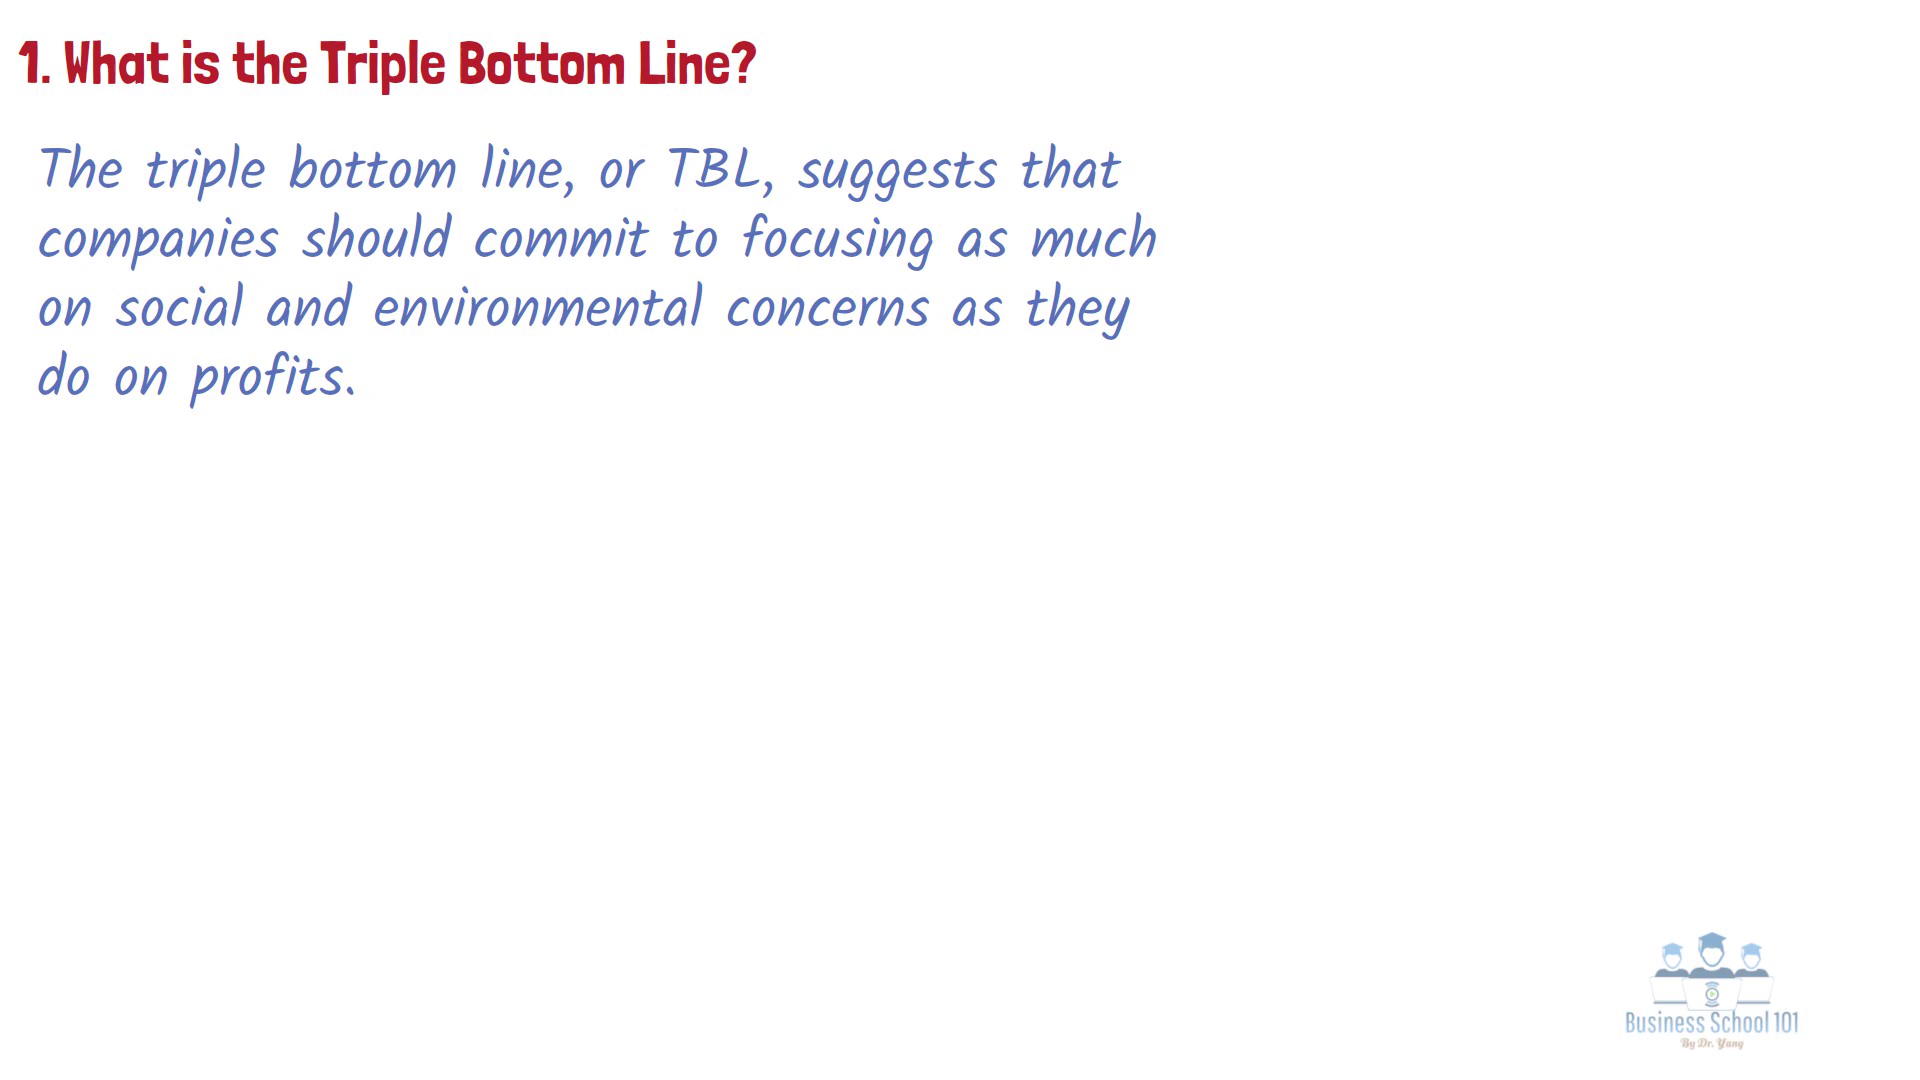 1. What is the Triple Bottom Line?
The triple bottom line, or TBL, suggests that
companies should commit to focusing as much
on social and environmental concerns as they
do on profits.
Business School 101
By Dr. Yang